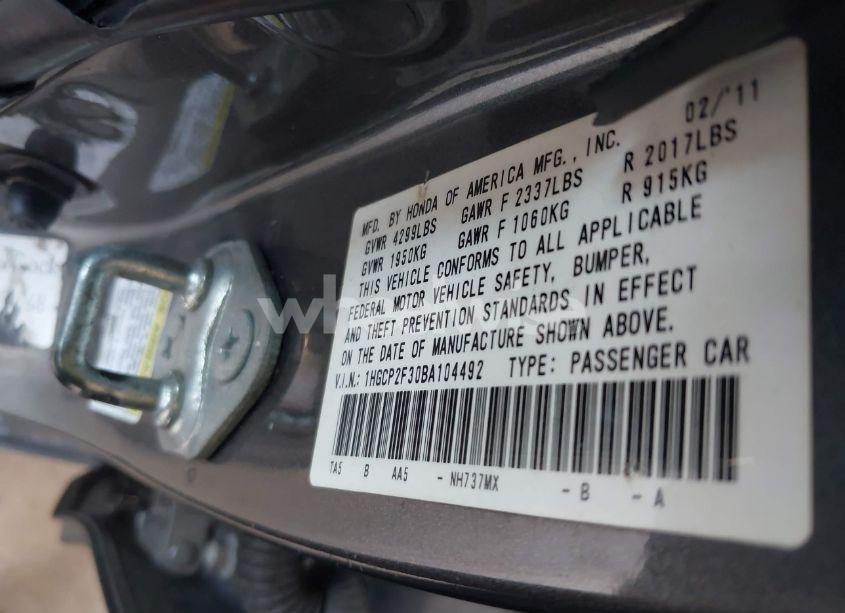 02/'11
MFD. BY HONDA OF AMERICA MFG., INC.
GVWR 4299LBS GAWR F 2337LBS R 2017LBS
GVWR 1950KG GAWR F 1060KG R 915KG
THIS VEHICLE CONFORMS TO ALL APPLICABLE
FEDERAL MOTOR VEHICLE SAFETY, BUMPER,
AND THEFT PREVENTION STANDARDS IN EFFECT
ON THE DATE OF MANUFACTURE SHOWN ABOVE.
V.I.N.: 1HGCP2F30BA104492 TYPE: PASSENGER CAR
TA5 B AA5 - NH737MX - B - A